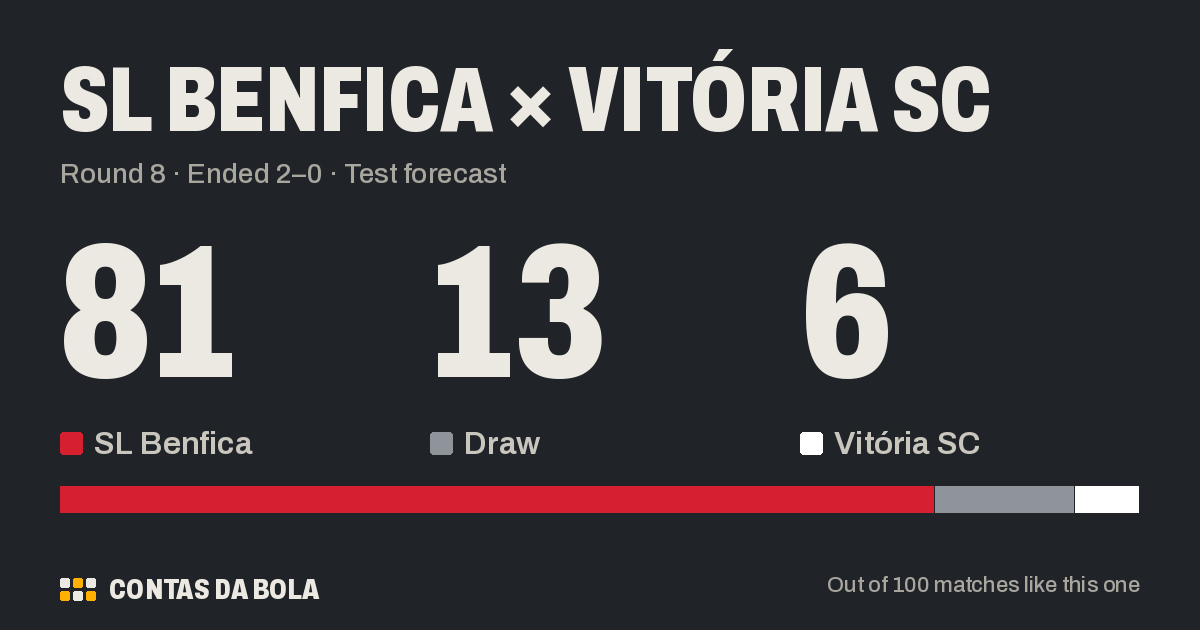 SL BENFICA × VITÓRIA SC
Round 8 · Ended 2–0 · Test forecast
81 13 6
SL Benfica Draw Vitória SC
CONTAS DA BOLA Out of 100 matches like this one